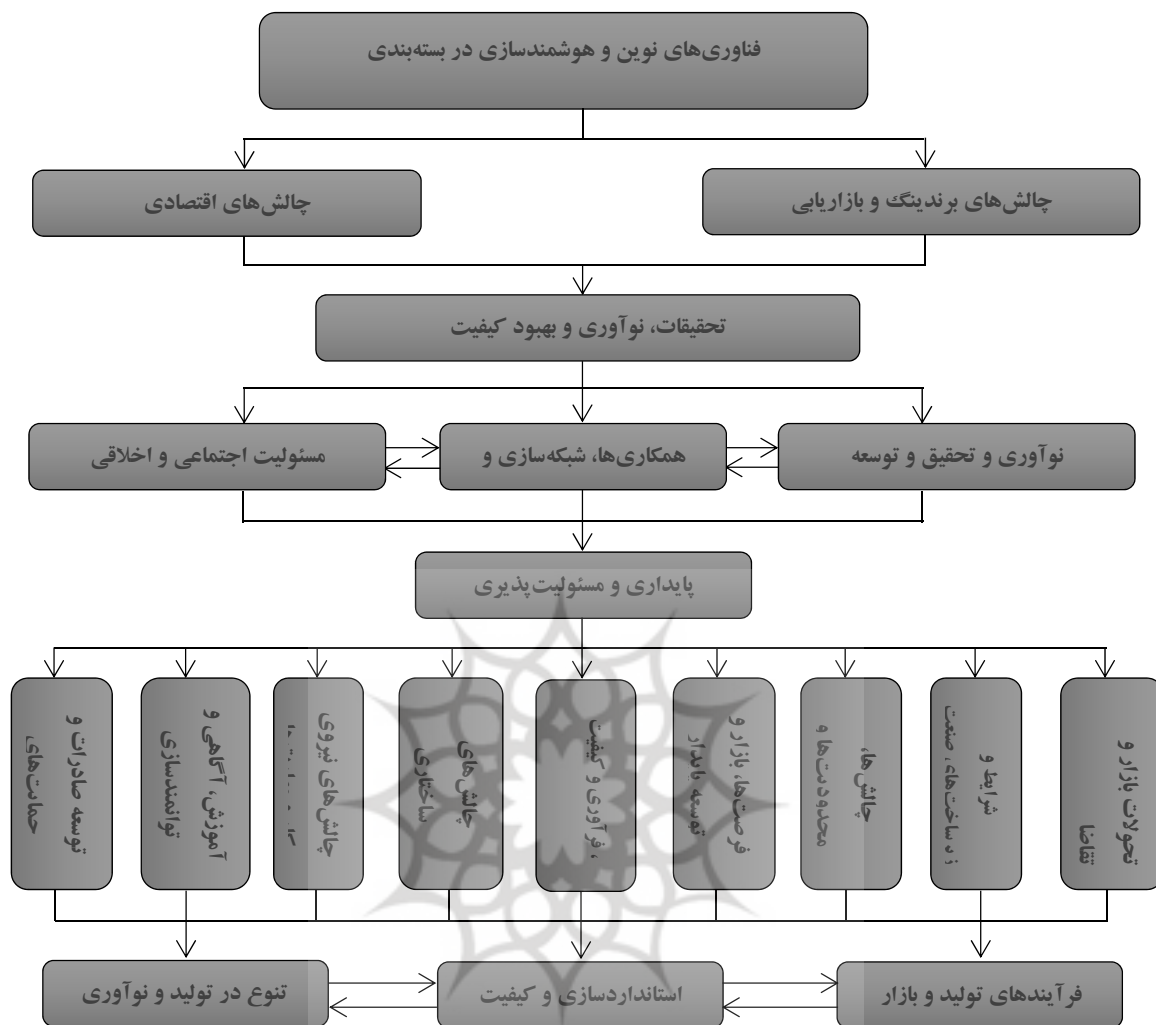 فناوری‌های نوین و هوشمندسازی در بسته‌بندی
چالش‌های برندینگ و بازاریابی
چالش‌های اقتصادی
تحقیقات، نوآوری و بهبود کیفیت
نوآوری و تحقیق و توسعه
همکاری‌ها، شبکه‌سازی و
مسئولیت اجتماعی و اخلاقی
پایداری و مسئولیت‌پذیری
تحولات بازار و
تقاضا
شرایط و
زیرساخت‌های صنعت
چالش‌ها،
محدودیت‌ها و
فرصت‌ها، بازار و
توسعه پایدار
، فرآوری و کیفیت
چالش‌های
ساختاری
چالش‌های نیروی
آموزش، آگاهی و
توانمندسازی
توسعه صادرات و
حمایت‌های
فرآیندهای تولید و بازار
استانداردسازی و کیفیت
تنوع در تولید و نوآوری